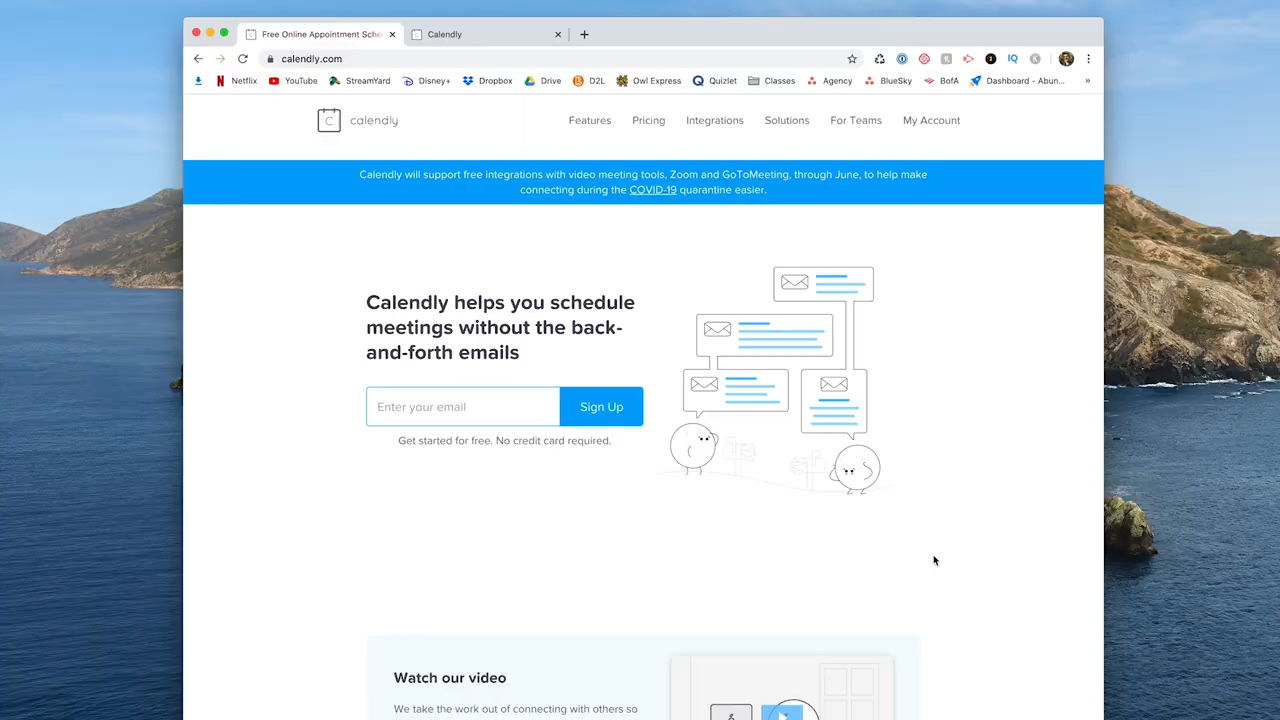 Free Online Appointment Sche
Calendly
calendly.com
Netflix
YouTube
StreamYard
Disney+
Dropbox
Drive
D2L
Owl Express
Quizlet
Classes
Agency
BlueSky
BofA
Dashboard - Abun...
IQ
C calendly
Features
Pricing
Integrations
Solutions
For Teams
My Account
Calendly will support free integrations with video meeting tools, Zoom and GoToMeeting, through June, to help make
connecting during the COVID-19 quarantine easier.
Calendly helps you schedule
meetings without the back-
and-forth emails
Enter your email
Sign Up
Get started for free. No credit card required.
Watch our video
We take the work out of connecting with others so